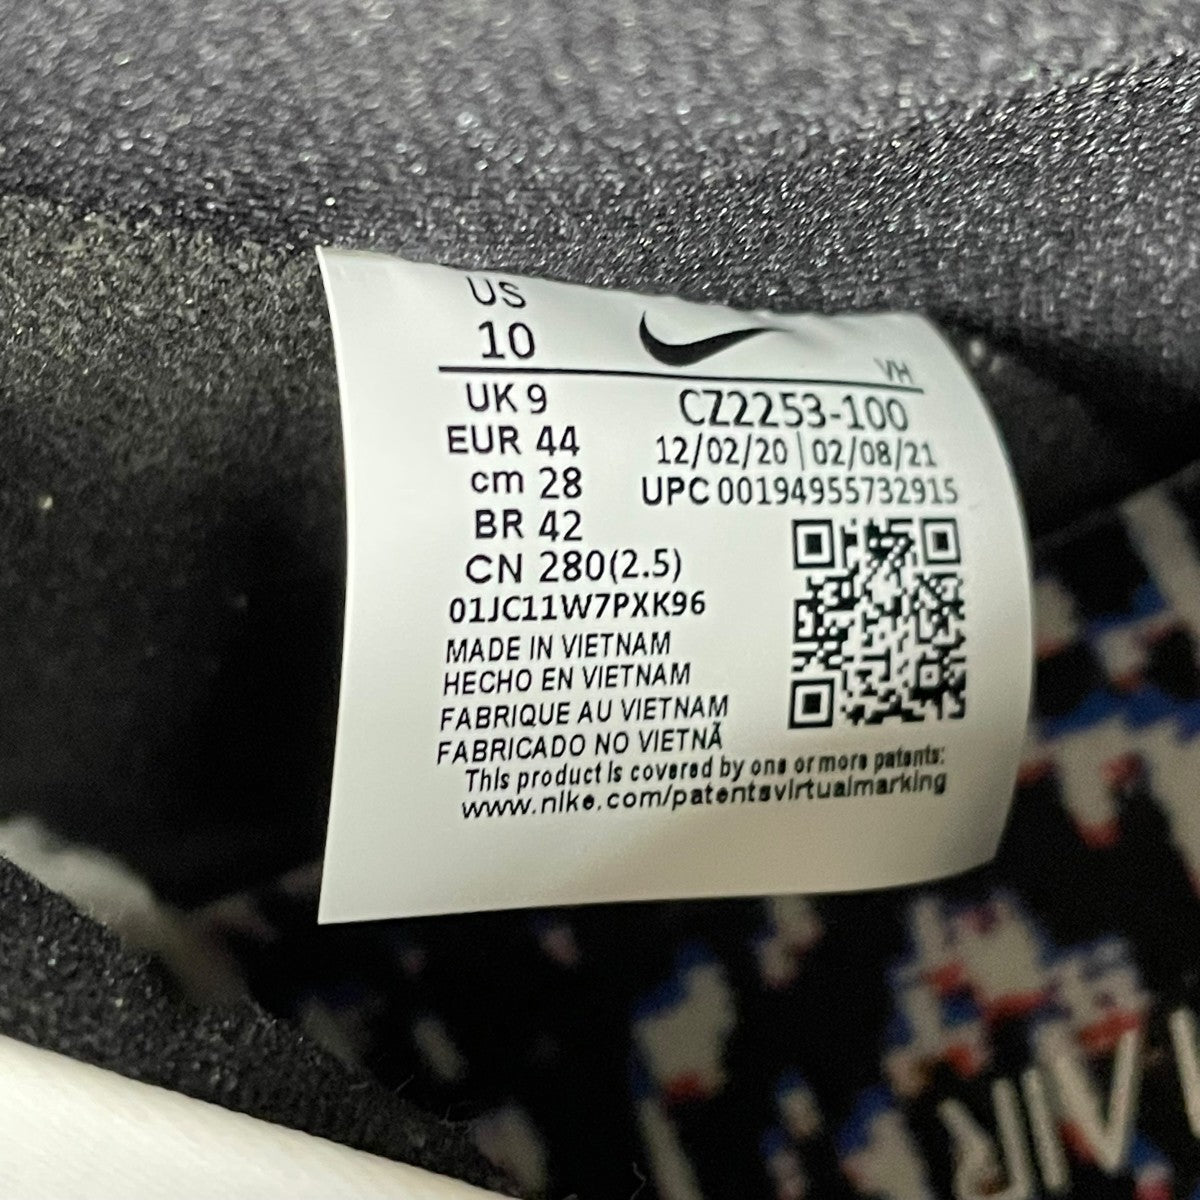 US
10
VH
UK 9
CZ2253-100
EUR 44
12/02/20 | 02/08/21
cm 28
UPC 00194955732915
BR 42
CN 280(2.5)
01JC11W7PXK96
MADE IN VIETNAM
HECHO EN VIETNAM
FABRIQUE AU VIETNAM
FABRICADO NO VIETNÃ
This product is covered by one or more patents:
www.nike.com/patentsvirtualmarking